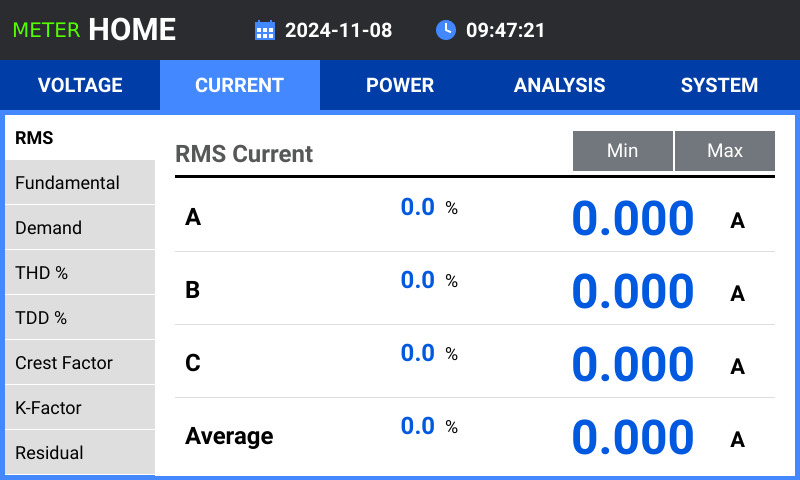 METER HOME 2024-11-08 09:47:21
VOLTAGE CURRENT POWER ANALYSIS SYSTEM
RMS
Fundamental
Demand
THD %
TDD %
Crest Factor
K-Factor
Residual
RMS Current Min Max
A 0.0 % 0.000 A
B 0.0 % 0.000 A
C 0.0 % 0.000 A
Average 0.0 % 0.000 A